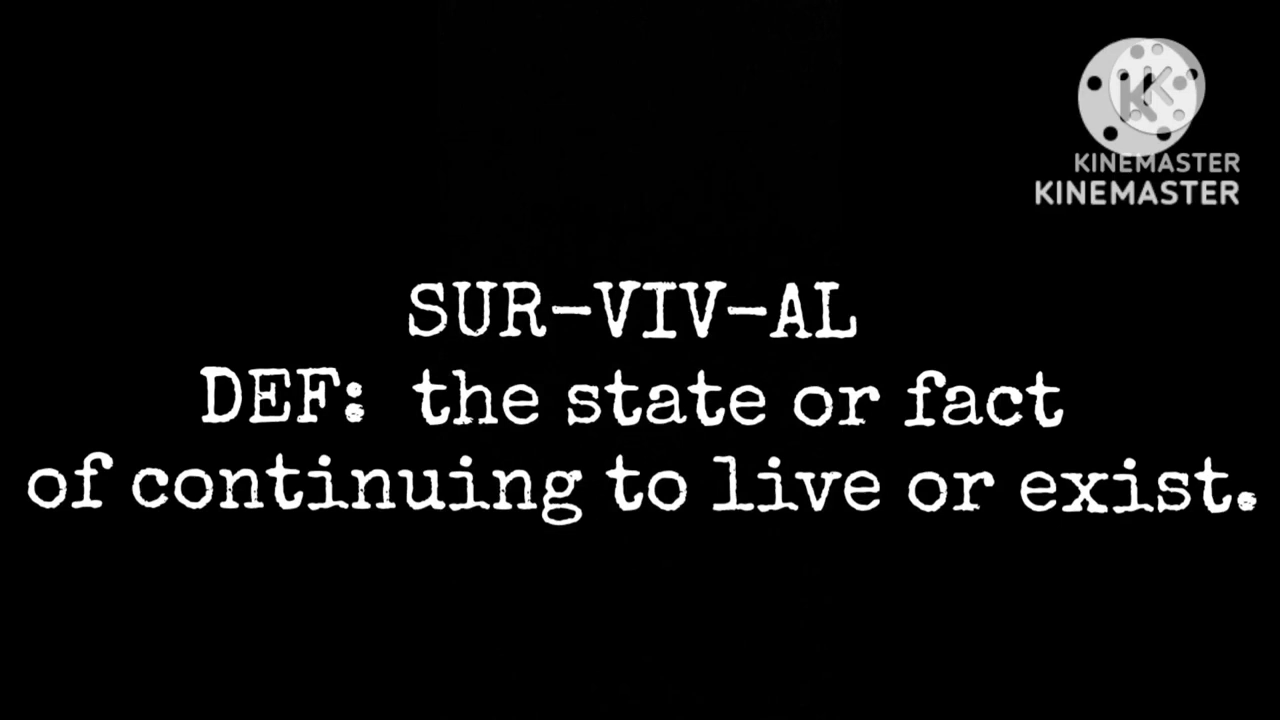 KINEMASTER
KINEMASTER
SUR-VIV-AL
DEF: the state or fact
of continuing to live or exist.